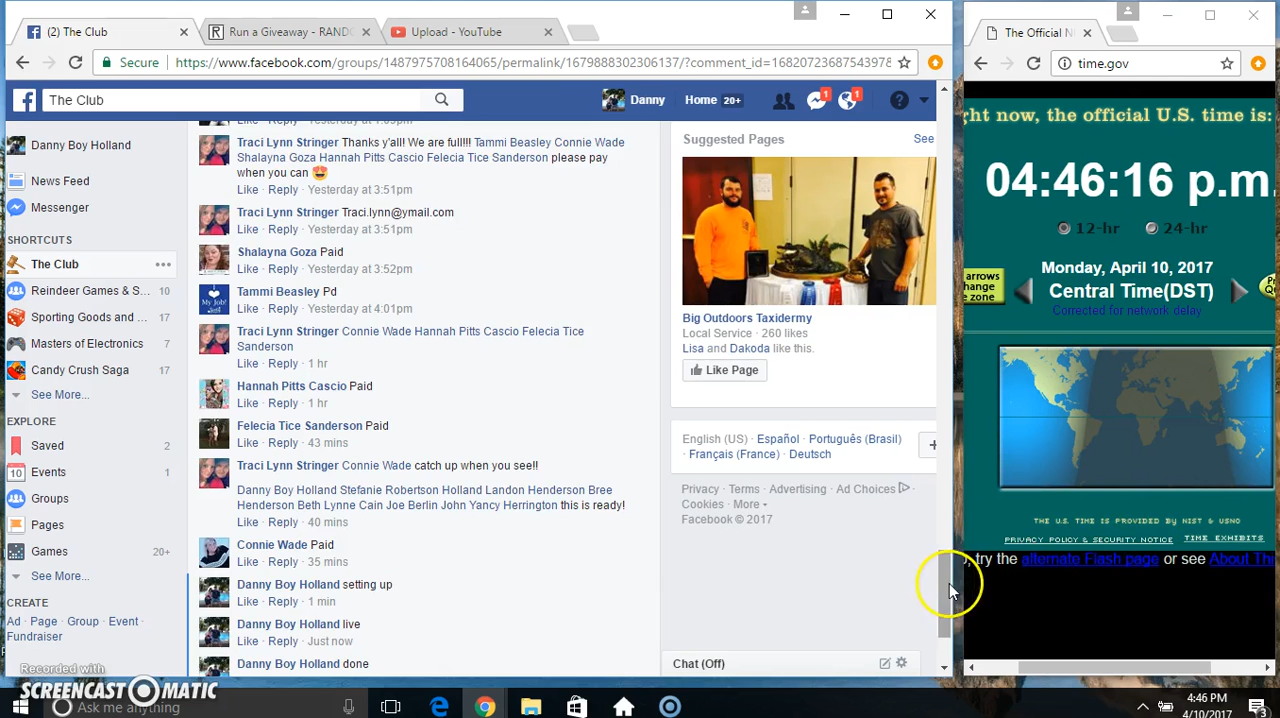 (2) The Club
Run a Giveaway - RAND
Upload - YouTube
The Official N
Secure
https://www.facebook.com/groups/1487975708164065/permalink/1679888302306137/?comment_id=16820723687543978
time.gov
The Club
Danny
Home 20+
1
1
Danny Boy Holland
News Feed
Messenger
SHORTCUTS
The Club
Reindeer Games & S... 10
Sporting Goods and ... 17
Masters of Electronics 7
Candy Crush Saga 17
See More...
EXPLORE
Saved 2
Events 1
10
Groups
Pages
Games 20+
See More...
CREATE
Ad · Page · Group · Event ·
Fundraiser
Traci Lynn Stringer Thanks y'all! We are full!!! Tammi Beasley Connie Wade
Shalayna Goza Hannah Pitts Cascio Felecia Tice Sanderson please pay
when you can
Like · Reply · Yesterday at 3:51pm
Traci Lynn Stringer Traci.lynn@ymail.com
Like · Reply · Yesterday at 3:51pm
Shalayna Goza Paid
Like · Reply · Yesterday at 3:52pm
Tammi Beasley Pd
My Job!
Like · Reply · Yesterday at 4:01pm
Traci Lynn Stringer Connie Wade Hannah Pitts Cascio Felecia Tice
Sanderson
Like · Reply · 1 hr
Hannah Pitts Cascio Paid
Like · Reply · 1 hr
Felecia Tice Sanderson Paid
Like · Reply · 43 mins
Traci Lynn Stringer Connie Wade catch up when you see!!
Danny Boy Holland Stefanie Robertson Holland Landon Henderson Bree
Henderson Beth Lynne Cain Joe Berlin John Yancy Herrington this is ready!
Like · Reply · 40 mins
Connie Wade Paid
Like · Reply · 35 mins
Danny Boy Holland setting up
Like · Reply · 1 min
Danny Boy Holland live
Like · Reply · Just now
Danny Boy Holland done
Suggested Pages
See
Big Outdoors Taxidermy
Local Service · 260 likes
Lisa and Dakoda like this.
Like Page
English (US) · Español · Português (Brasil) ·
Français (France) · Deutsch
Privacy · Terms · Advertising · Ad Choices ·
Cookies · More
Facebook © 2017
Chat (Off)
ght now, the official U.S. time is:
04:46:16 p.m.
12-hr 24-hr
arrows
change
e zone
Monday, April 10, 2017
Central Time(DST)
Corrected for network delay
THE U.S. TIME IS PROVIDED BY NIST & USNO
PRIVACY POLICY & SECURITY NOTICE TIME EXHIBITS
, try the alternate Flash page or see About Thi
Recorded with
SCREENCAST-O-MATIC
Ask me anything
4:46 PM
4/10/2017
3